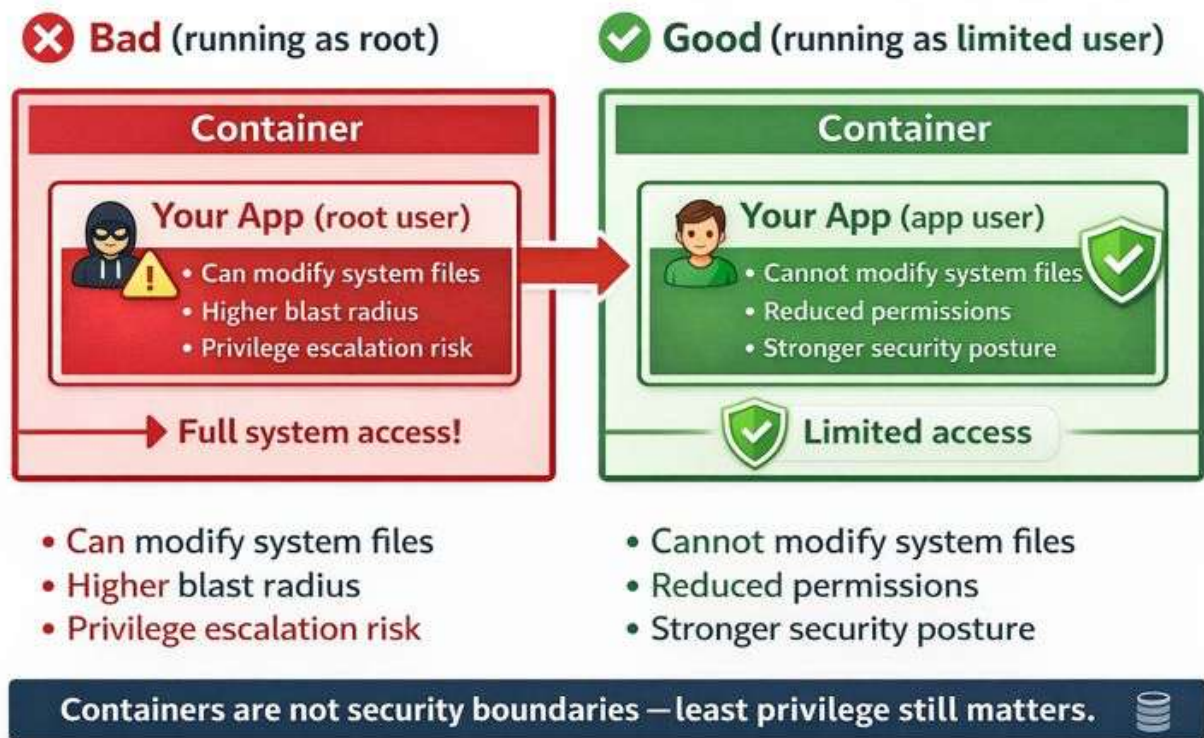 Bad (running as root)
Good (running as limited user)
Container
Your App (root user)
• Can modify system files
• Higher blast radius
• Privilege escalation risk
Full system access!
Container
Your App (app user)
• Cannot modify system files
• Reduced permissions
• Stronger security posture
Limited access
• Can modify system files
• Higher blast radius
• Privilege escalation risk
• Cannot modify system files
• Reduced permissions
• Stronger security posture
Containers are not security boundaries — least privilege still matters.